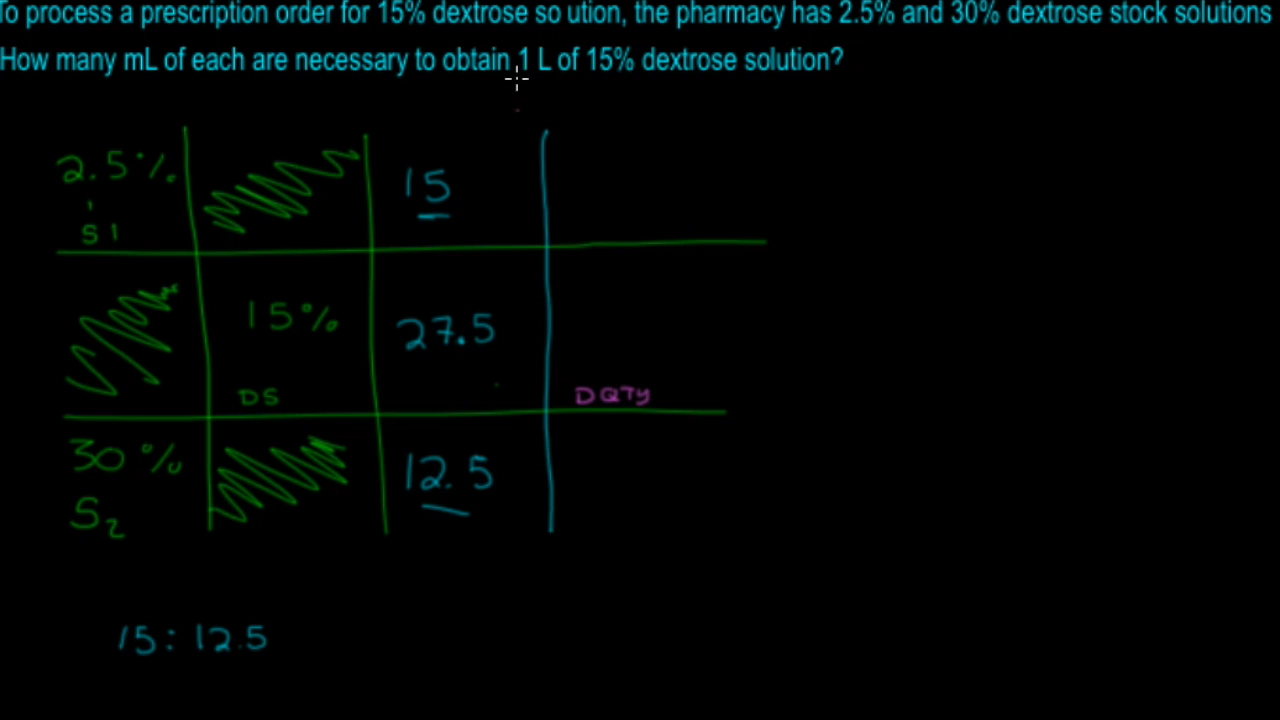 To process a prescription order for 15% dextrose so ution, the pharmacy has 2.5% and 30% dextrose stock solutions
How many mL of each are necessary to obtain 1 L of 15% dextrose solution?
2.5% 15
S1
15% 27.5
DS DQTY
30% 12.5
S2
15: 12.5